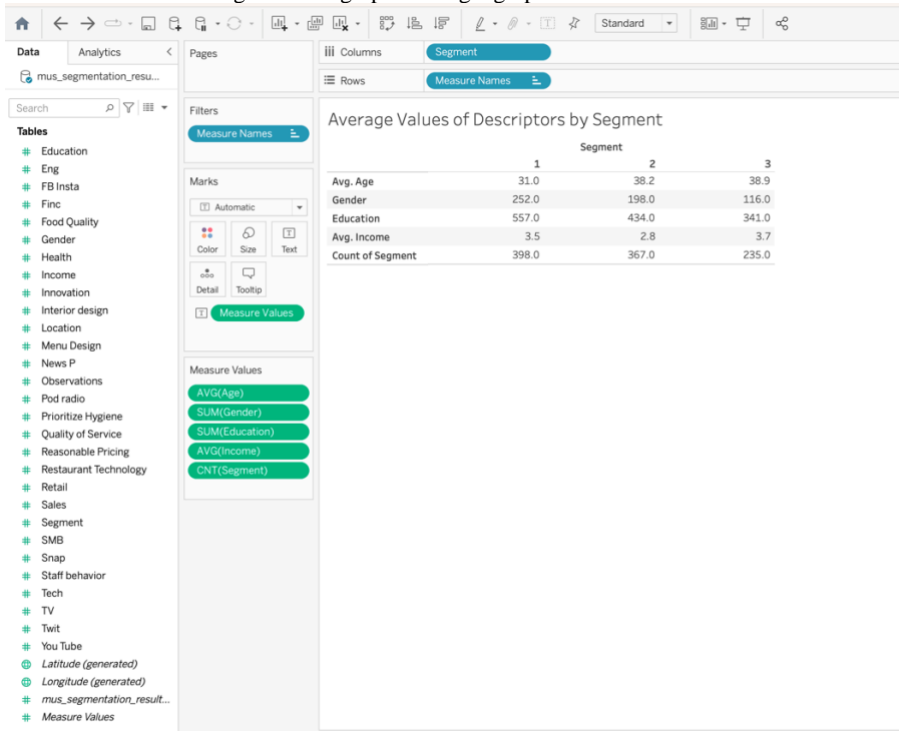 Standard
Data Analytics
mus_segmentation_resu...
Search
Tables
Education
Eng
FB Insta
Finc
Food Quality
Gender
Health
Income
Innovation
Interior design
Location
Menu Design
News P
Observations
Pod radio
Prioritize Hygiene
Quality of Service
Reasonable Pricing
Restaurant Technology
Retail
Sales
Segment
SMB
Snap
Staff behavior
Tech
TV
Twit
You Tube
Latitude (generated)
Longitude (generated)
mus_segmentation_result...
Measure Values
Pages
Filters
Measure Names
Marks
Automatic
Color Size Text
Detail Tooltip
Measure Values
Measure Values
AVG(Age)
SUM(Gender)
SUM(Education)
AVG(Income)
CNT(Segment)
Columns Segment
Rows Measure Names
Average Values of Descriptors by Segment
Segment
1 2 3
Avg. Age 31.0 38.2 38.9
Gender 252.0 198.0 116.0
Education 557.0 434.0 341.0
Avg. Income 3.5 2.8 3.7
Count of Segment 398.0 367.0 235.0